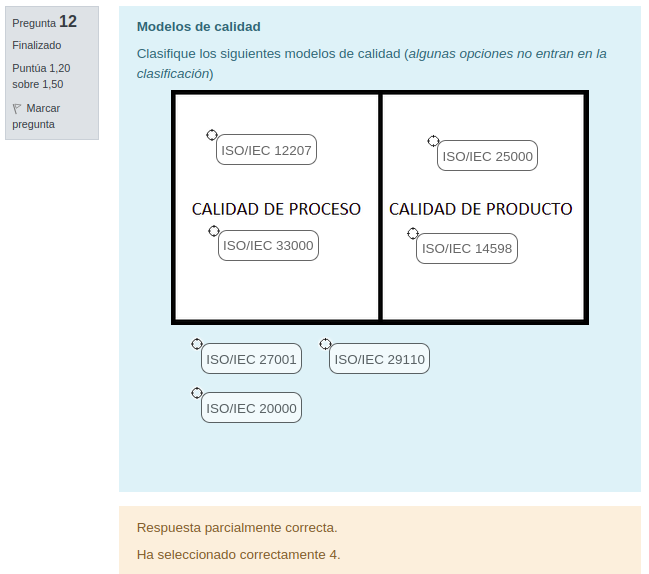 Pregunta 12
Finalizado
Puntúa 1,20
sobre 1,50
Marcar
pregunta
Modelos de calidad
Clasifique los siguientes modelos de calidad (algunas opciones no entran en la
clasificación)
ISO/IEC 12207
ISO/IEC 25000
CALIDAD DE PROCESO
CALIDAD DE PRODUCTO
ISO/IEC 33000
ISO/IEC 14598
ISO/IEC 27001
ISO/IEC 29110
ISO/IEC 20000
Respuesta parcialmente correcta.
Ha seleccionado correctamente 4.